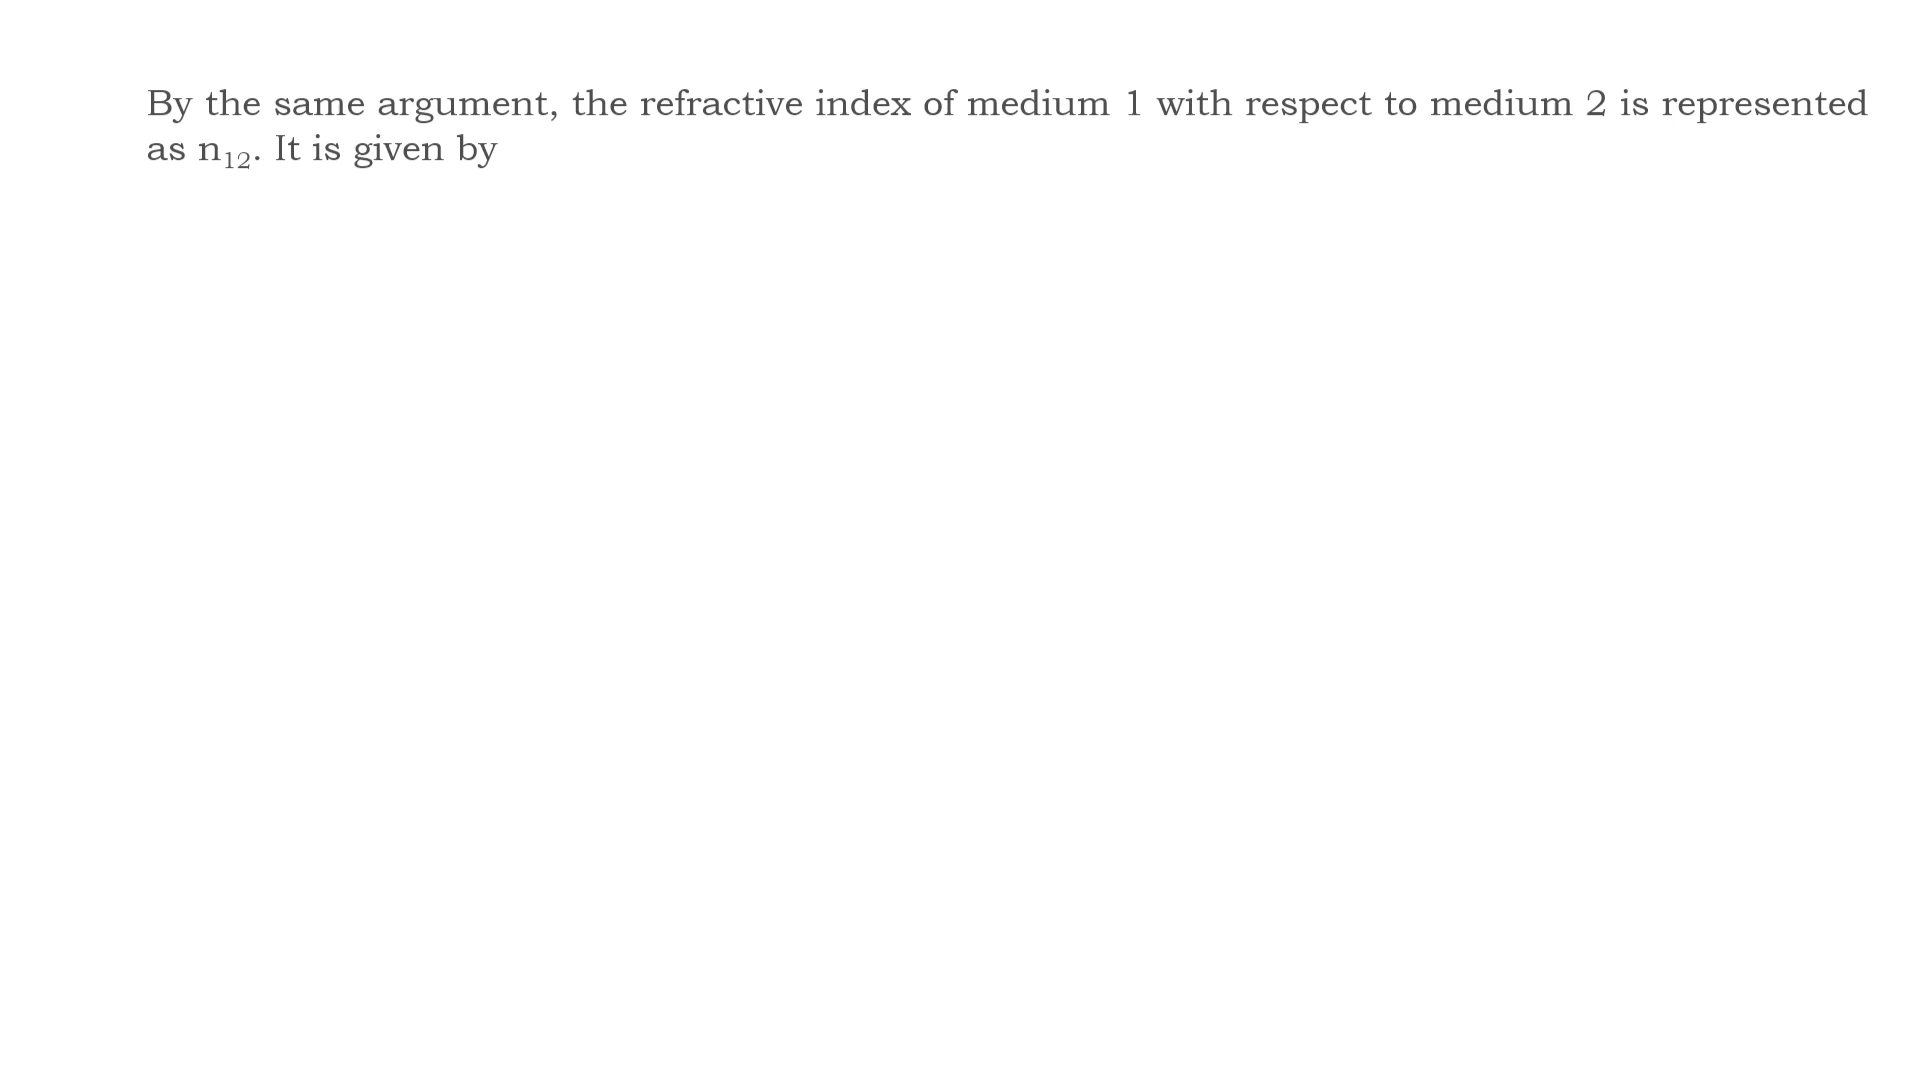 By the same argument, the refractive index of medium 1 with respect to medium 2 is represented
as n₁₂. It is given by